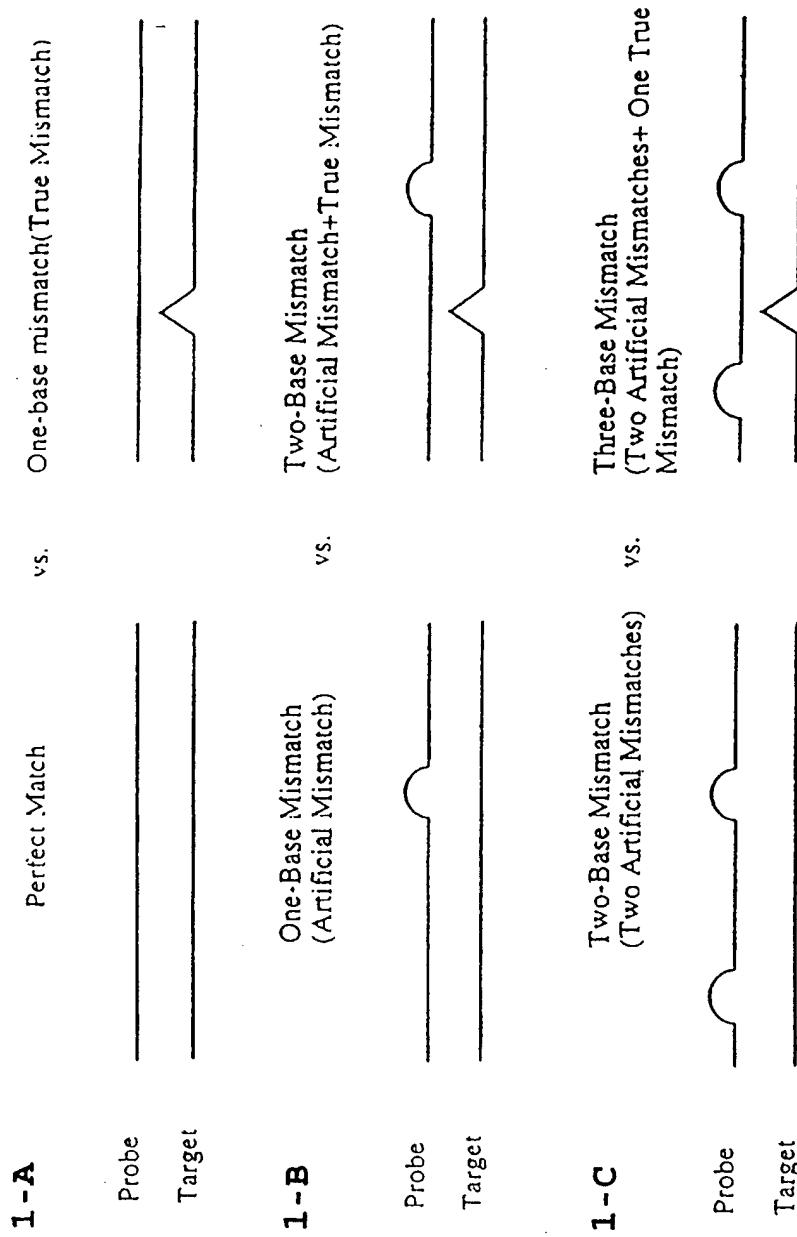 1-A
Perfect Match vs. One-base mismatch(True Mismatch)
Probe
Target
1-B
One-Base Mismatch
(Artificial Mismatch)
vs.
Two-Base Mismatch
(Artificial Mismatch+True Mismatch)
Probe
Target
1-C
Two-Base Mismatch
(Two Artificial Mismatches)
vs.
Three-Base Mismatch
(Two Artificial Mismatches+ One True
Mismatch)
Probe
Target